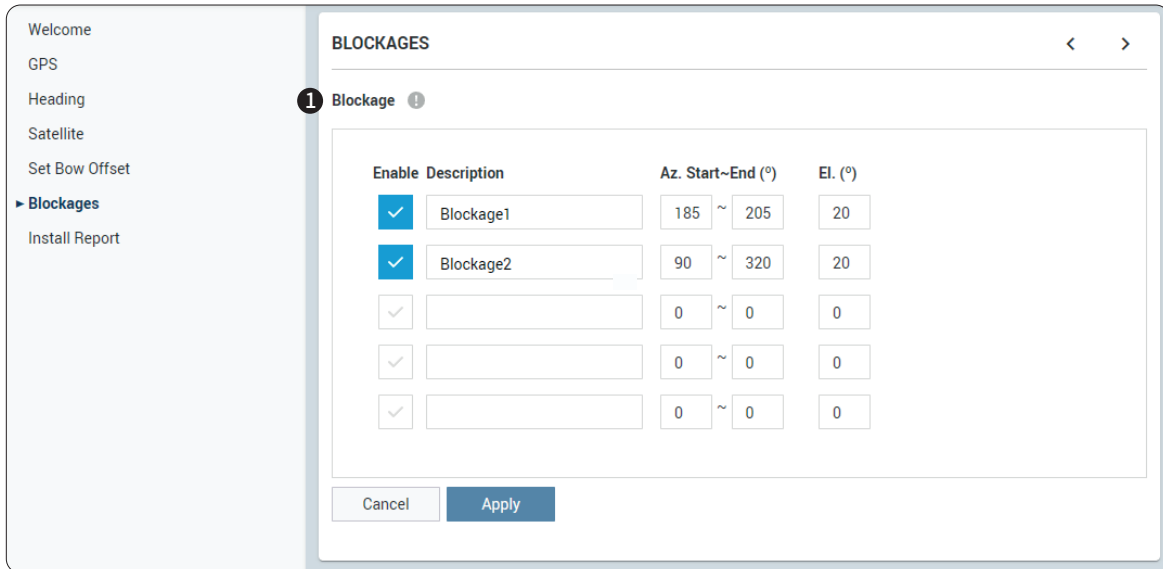 Welcome
GPS
Heading
Satellite
Set Bow Offset
► Blockages
Install Report
BLOCKAGES < >
❶ Blockage !
Enable Description Az. Start~End (º) El. (º)
Blockage1 185 ~ 205 20
Blockage2 90 ~ 320 20
0 ~ 0 0
0 ~ 0 0
0 ~ 0 0
Cancel Apply